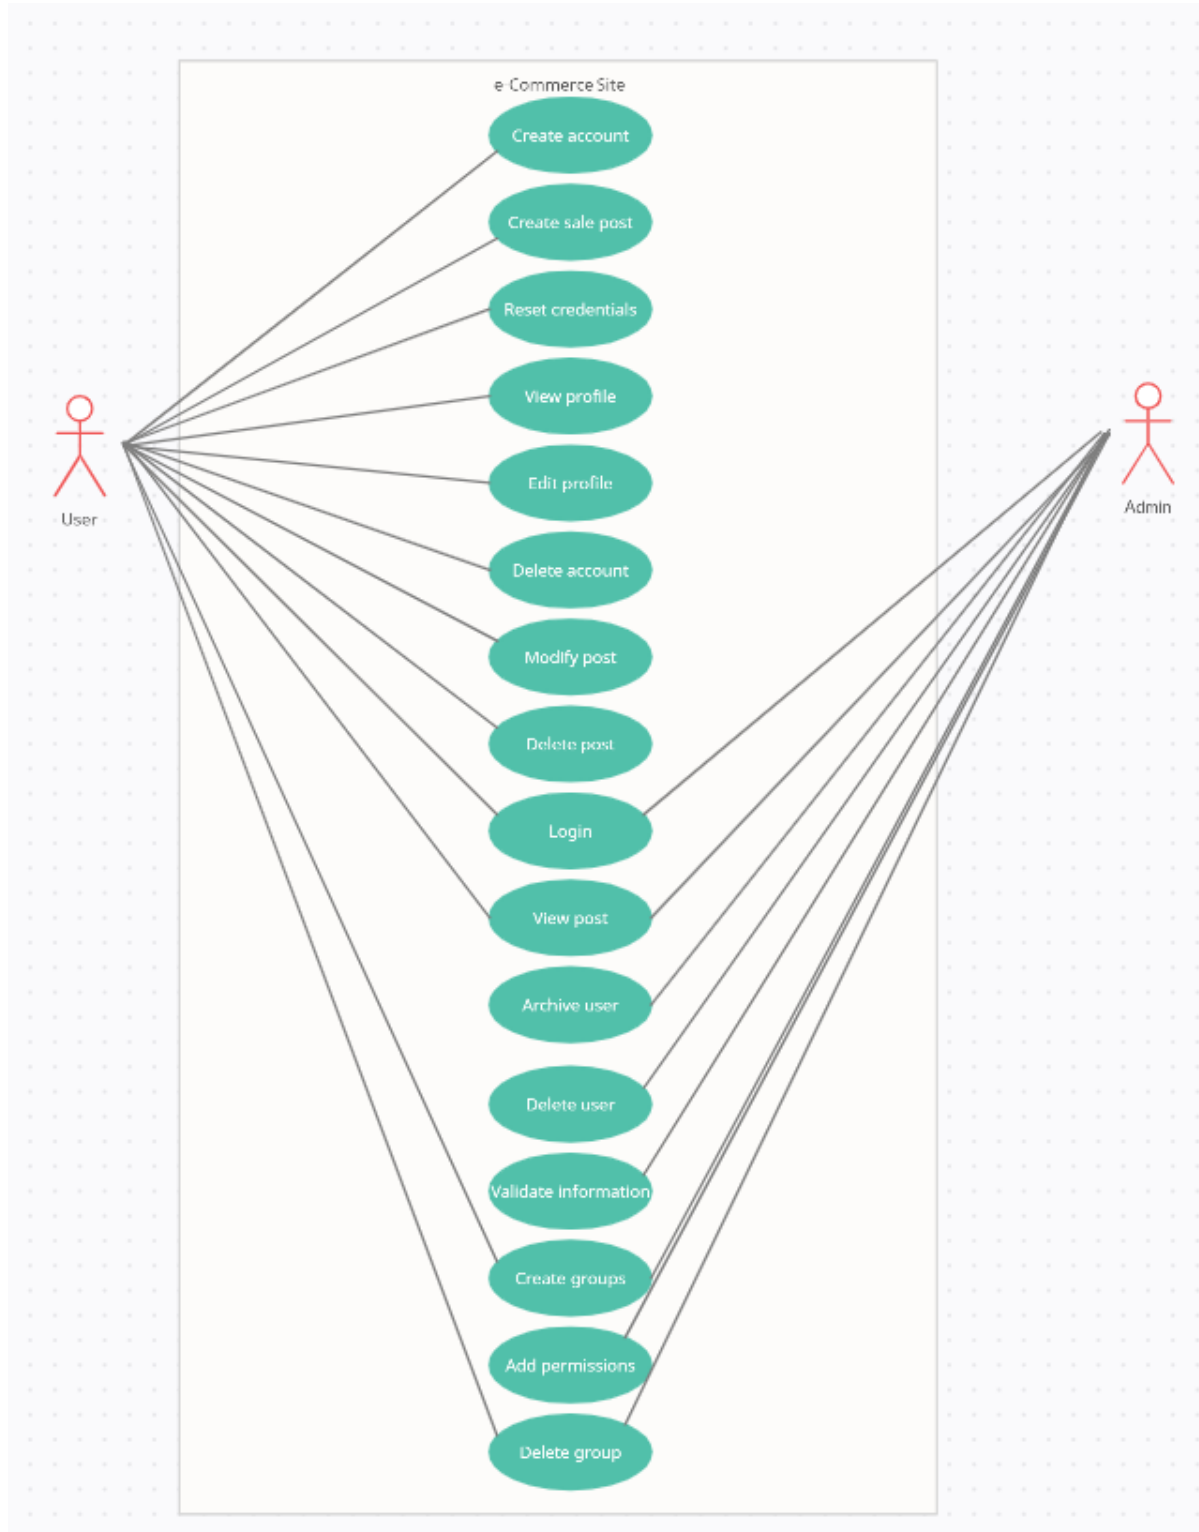 e-Commerce Site
Create account
Create sale post
Reset credentials
View profile
Edit profile
User
Admin
Delete account
Modify post
Delete post
Login
View post
Archive user
Delete user
Validate information
Create groups
Add permissions
Delete group